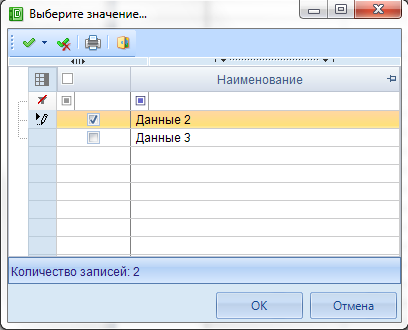 Выберите значение...
Наименование
Данные 2
Данные 3
Количество записей: 2
OK
Отмена